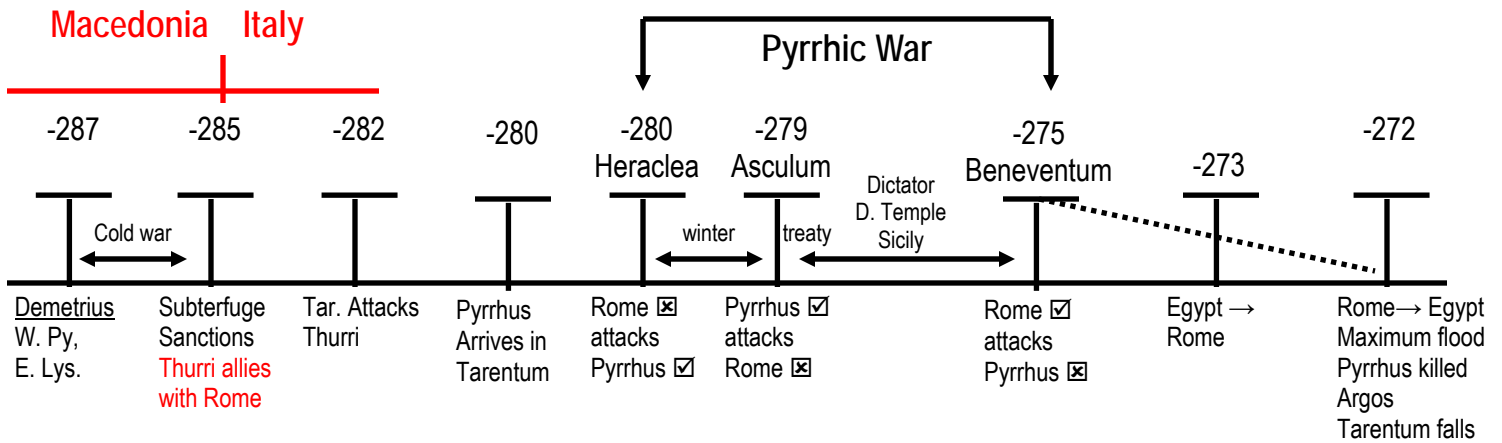 Macedonia Italy
Pyrrhic War
-287
-285
-282
-280
-280
Heraclea
-279
Asculum
-275
Beneventum
-273
-272
Cold war
winter
treaty
Dictator
D. Temple
Sicily
Demetrius
W. Py,
E. Lys.
Subterfuge
Sanctions
Thurri allies
with Rome
Tar. Attacks
Thurri
Pyrrhus
Arrives in
Tarentum
Rome ☒
attacks
Pyrrhus ☑
Pyrrhus ☑
attacks
Rome ☒
Rome ☑
attacks
Pyrrhus ☒
Egypt →
Rome
Rome→ Egypt
Maximum flood
Pyrrhus killed
Argos
Tarentum falls